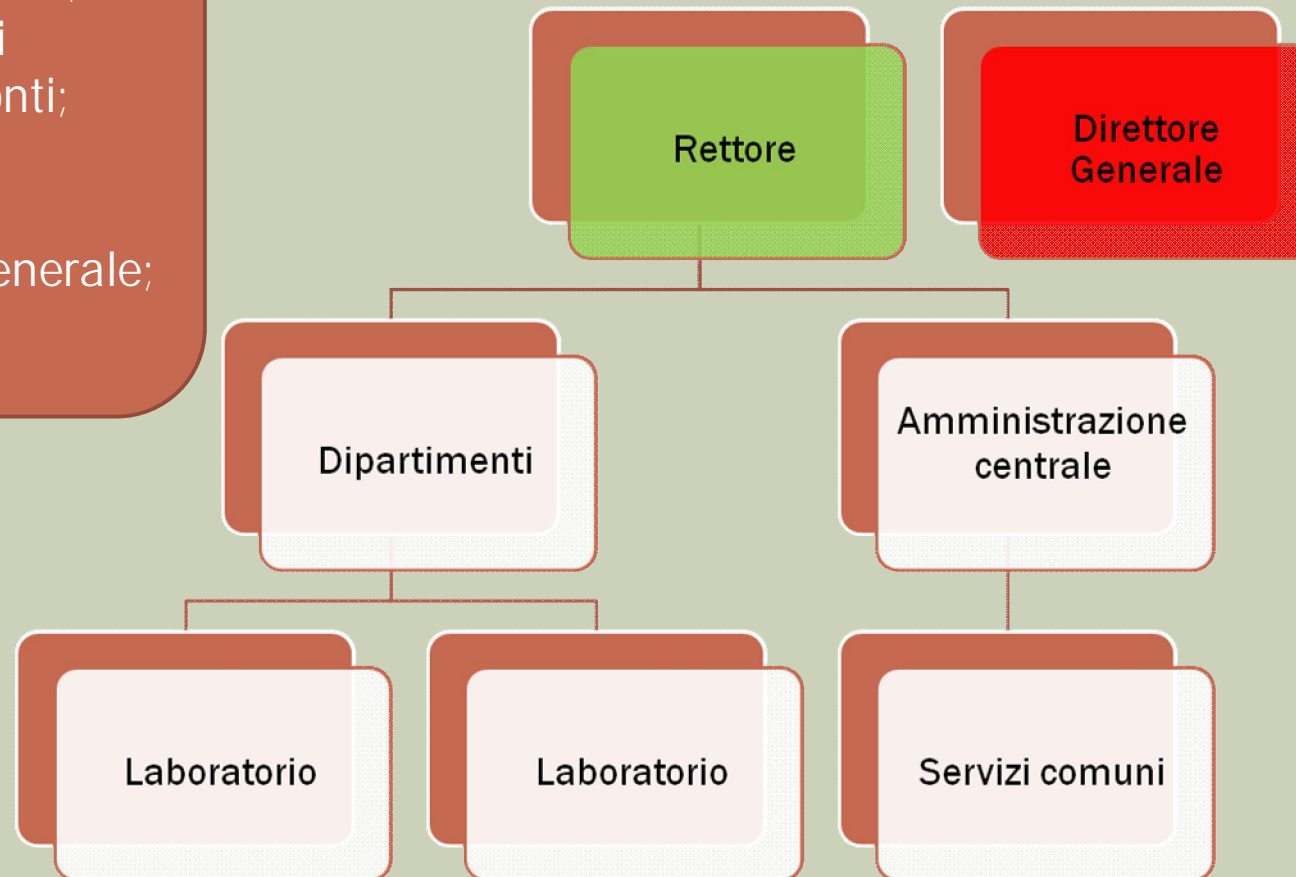 i
onti;
enerale;
Rettore
Direttore
Generale
Dipartimenti
Amministrazione
centrale
Laboratorio
Laboratorio
Servizi comuni